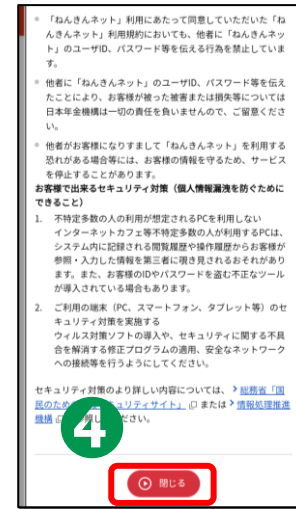 「ねんきんネット」利用にあたって同意していただいた「ね
んきんネット」利用規約においても、他者に「ねんきんネッ
ト」のユーザID、パスワード等を伝える行為を禁止していま
す。
他者に「ねんきんネット」のユーザID、パスワード等を伝え
たことにより、お客様が被った被害または損失等については
日本年金機構は一切の責任を負いませんので、ご留意くださ
い。
他者がお客様になりすまして「ねんきんネット」を利用する
恐れがある場合等には、お客様の情報を守るため、サービス
を停止することがあります。
お客様で出来るセキュリティ対策（個人情報漏洩を防ぐために
できること）
1. 不特定多数の人の利用が想定されるPCを利用しない
インターネットカフェ等不特定多数の人が利用するPCは、
システム内に記録される閲覧履歴や操作履歴からお客様が
参照・入力した情報を第三者に覗き見されるおそれがあり
ます。また、お客様のIDやパスワードを盗む不正なツール
が導入されている場合もあります。
2. ご利用の端末（PC、スマートフォン、タブレット等）のセ
キュリティ対策を実施する
ウィルス対策ソフトの導入や、セキュリティに関する不具
合を解消する修正プログラムの適用、安全なネットワーク
への接続等を行うようにしてください。
セキュリティ対策のより詳しい内容については、総務省「国
民のため ュリティサイト」または 情報処理推進
機構 ださい。
4
閉じる